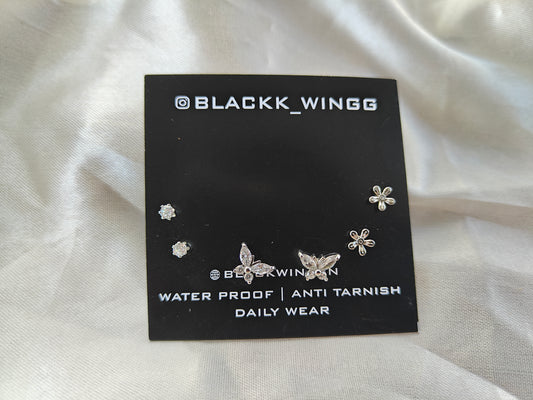 @BLACKK_WINGG
WATER PROOF | ANTI TARNISH
DAILY WEAR